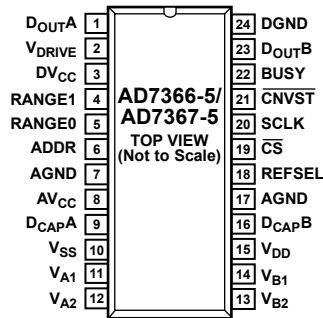 DOUTA 1
VDRIVE 2
DVCC 3
RANGE1 4
RANGE0 5
ADDR 6
AGND 7
AVCC 8
DCAPA 9
VSS 10
VA1 11
VA2 12
AD7366-5/
AD7367-5
TOP VIEW
(Not to Scale)
24 DGND
23 DOUTB
22 BUSY
21 CNVST
20 SCLK
19 CS
18 REFSEL
17 AGND
16 DCAPB
15 VDD
14 VB1
13 VB2